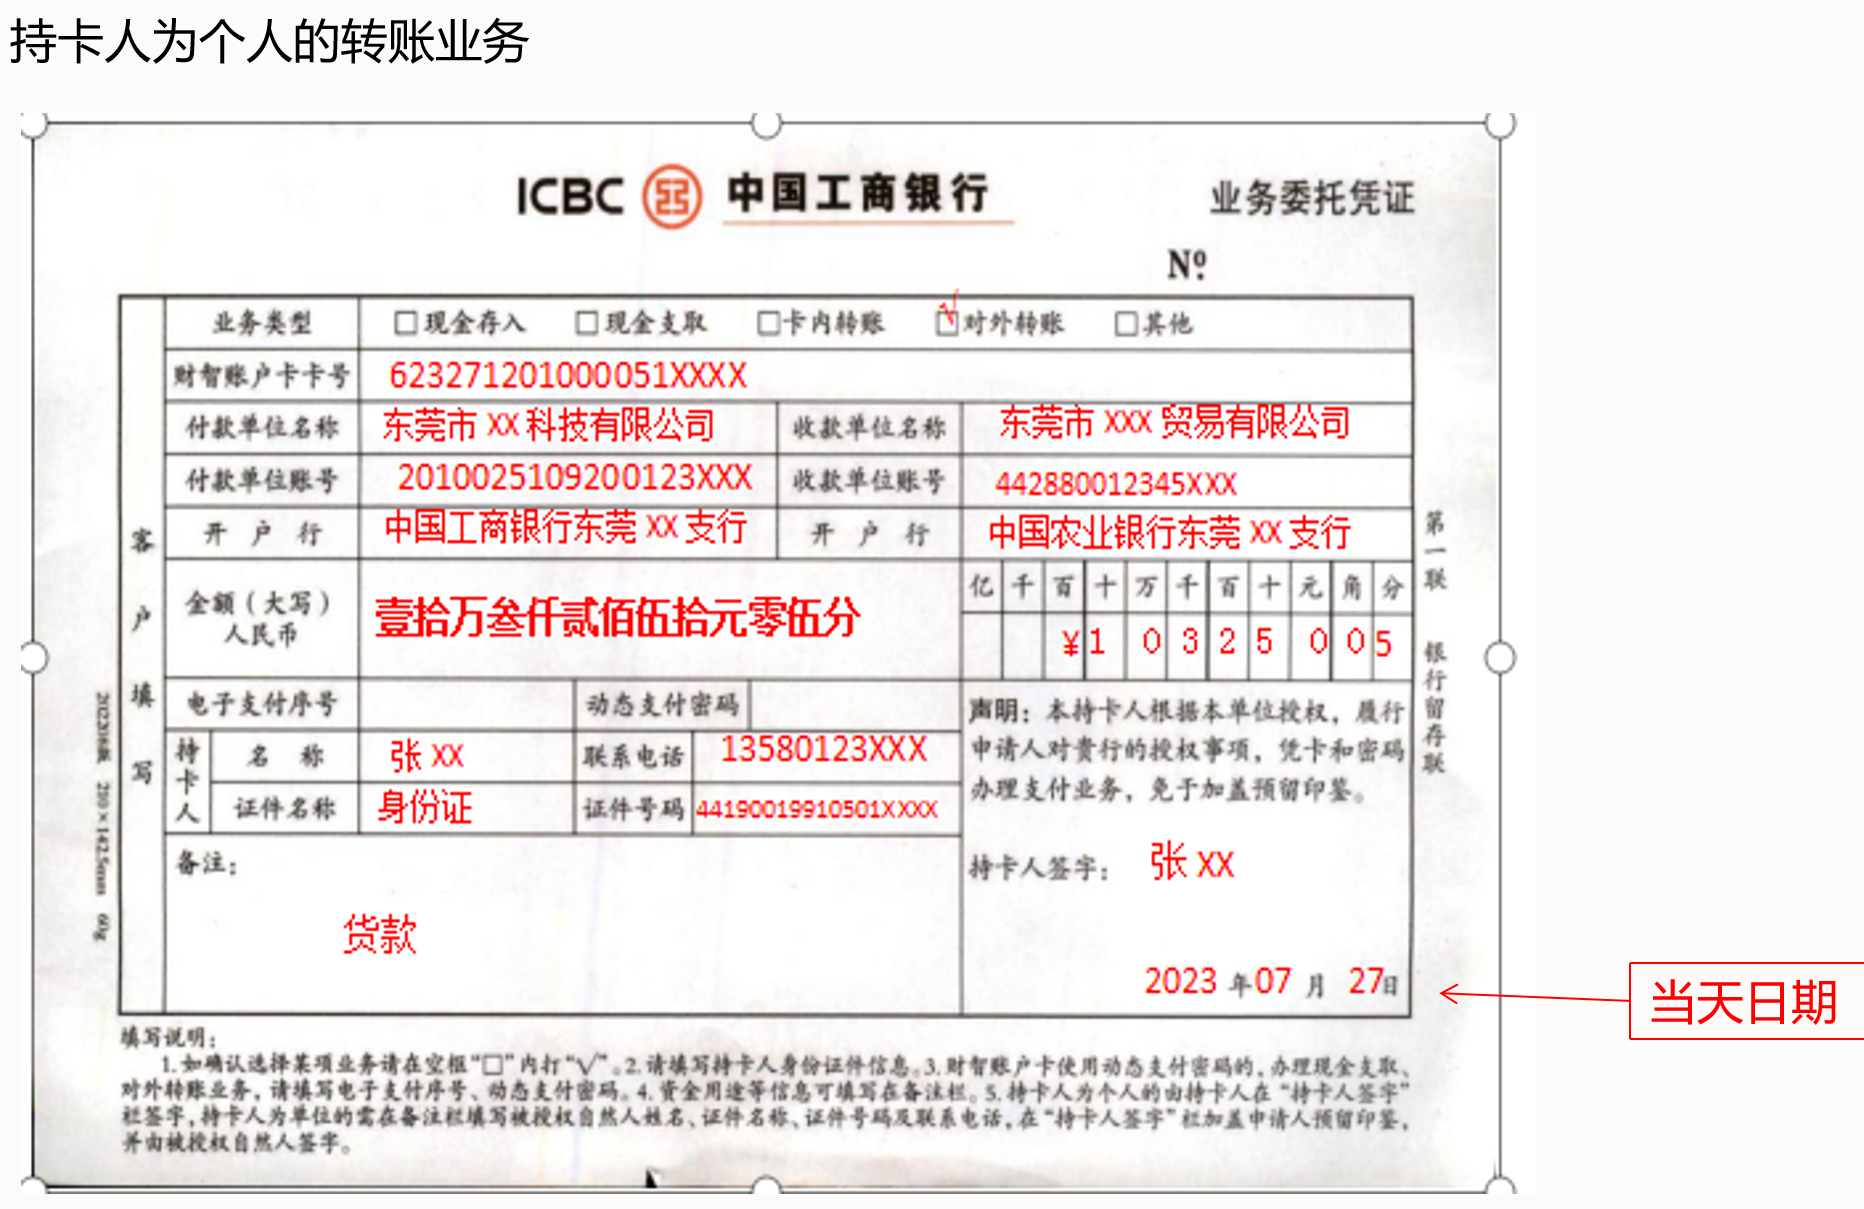 持卡人为个人的转账业务
ICBC 中国工商银行 业务委托凭证
Nº:
业务类型 □现金存入 □现金支取 □卡内转账 □√对外转账 □其他
财智账户卡卡号 623271201000051XXXX
付款单位名称 东莞市 XX 科技有限公司 收款单位名称 东莞市 XXX 贸易有限公司
付款单位账号 2010025109200123XXX 收款单位账号 442880012345XXX
开户行 中国工商银行东莞 XX 支行 开户行 中国农业银行东莞 XX 支行
金额（大写）
人民币
壹拾万叁仟贰佰伍拾元零伍分
亿 千 百 十 万 千 百 十 元 角 分
¥ 1 0 3 2 5 0 0 5
电子支付序号 动态支付密码
持卡人
名称 张 XX 联系电话 13580123XXX
证件名称 身份证 证件号码 44190019910501XXXX
备注：
货款
声明：本持卡人根据本单位授权，履行
申请人对贵行的授权事项，凭卡和密码
办理支付业务，免于加盖预留印鉴。
持卡人签字： 张 XX
2023 年 07 月 27日
当天日期
客户填写
第一联 银行留存联
210×142.5mm 60g
填写说明：
1.如确认选择某项业务请在空框“□”内打“√”。2.请填写持卡人身份证件信息。3.财智账户卡使用动态支付密码的，办理现金支取、
对外转账业务，请填写电子支付序号、动态支付密码。4.资金用途等信息可填写在备注栏。5.持卡人为个人的由持卡人在“持卡人签字”
栏签字，持卡人为单位的需在备注栏填写被授权自然人姓名、证件名称、证件号码及联系电话，在“持卡人签字”栏加盖申请人预留印鉴，
并由被授权自然人签字。